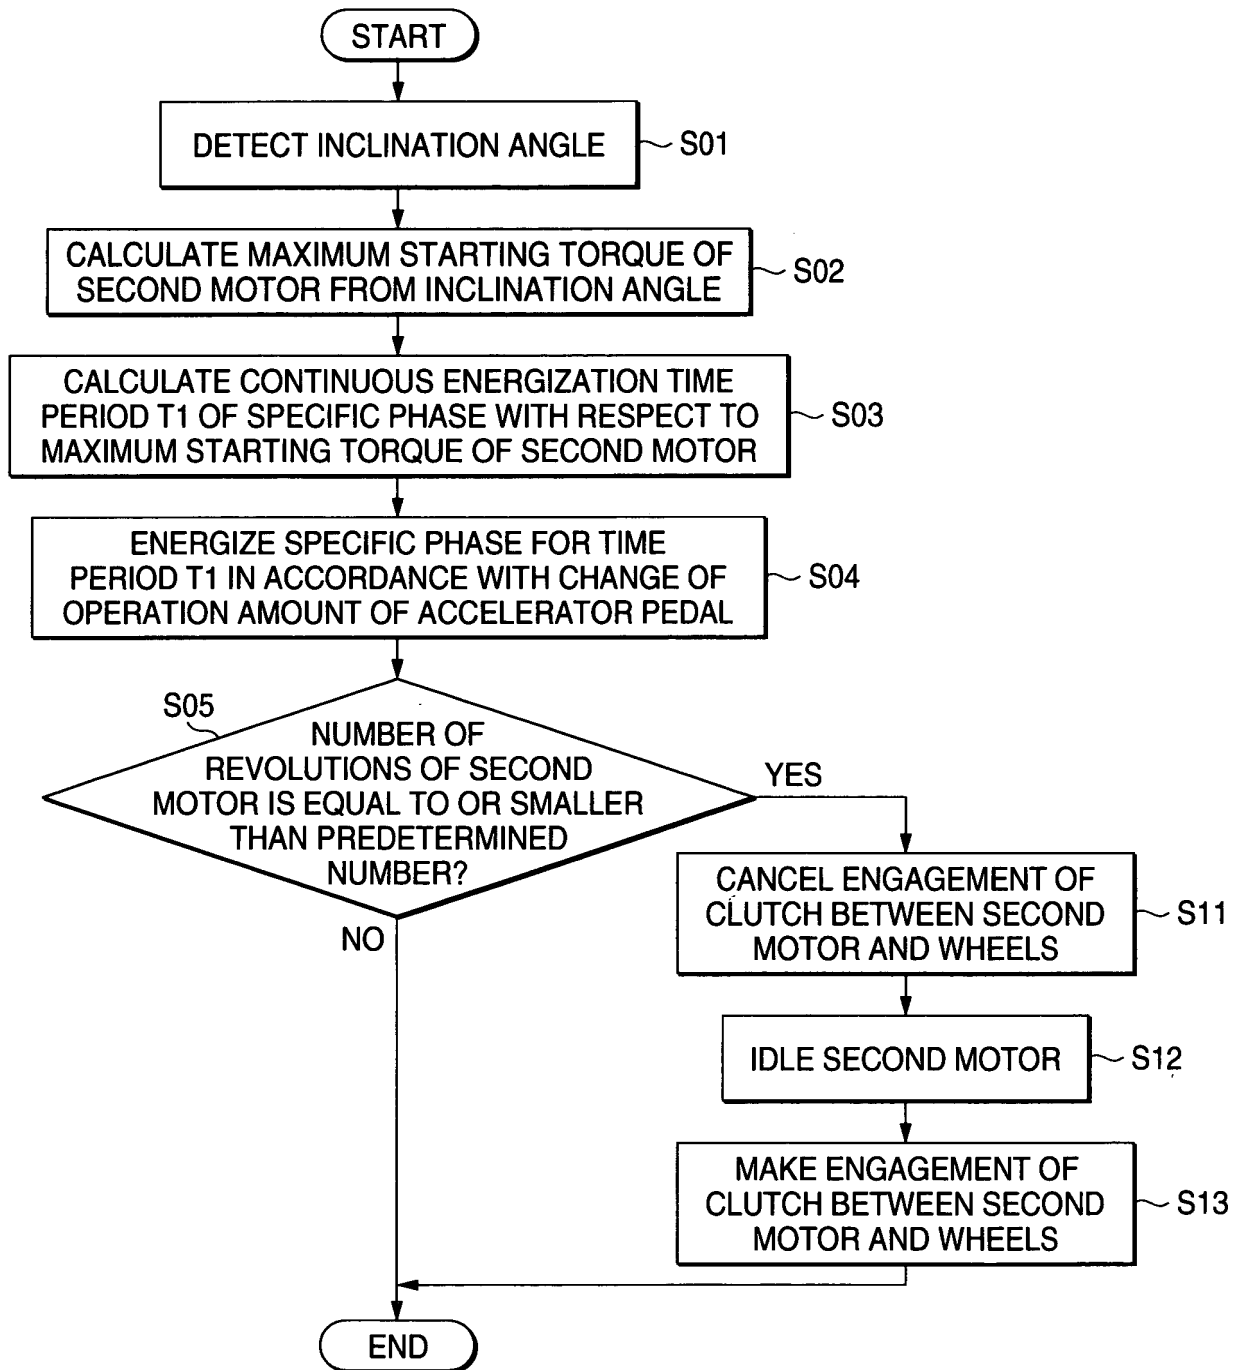 START
DETECT INCLINATION ANGLE
S01
CALCULATE MAXIMUM STARTING TORQUE OF
SECOND MOTOR FROM INCLINATION ANGLE
S02
CALCULATE CONTINUOUS ENERGIZATION TIME
PERIOD T1 OF SPECIFIC PHASE WITH RESPECT TO
MAXIMUM STARTING TORQUE OF SECOND MOTOR
S03
ENERGIZE SPECIFIC PHASE FOR TIME
PERIOD T1 IN ACCORDANCE WITH CHANGE OF
OPERATION AMOUNT OF ACCELERATOR PEDAL
S04
S05
NUMBER OF
REVOLUTIONS OF SECOND
MOTOR IS EQUAL TO OR SMALLER
THAN PREDETERMINED
NUMBER?
YES
NO
CANCEL ENGAGEMENT OF
CLUTCH BETWEEN SECOND
MOTOR AND WHEELS
S11
IDLE SECOND MOTOR
S12
MAKE ENGAGEMENT OF
CLUTCH BETWEEN SECOND
MOTOR AND WHEELS
S13
END